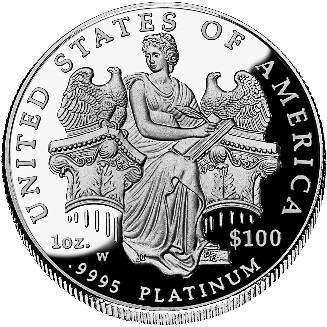 UNITED STATES OF AMERICA
1oz.
$100
W
.9995 PLATINUM